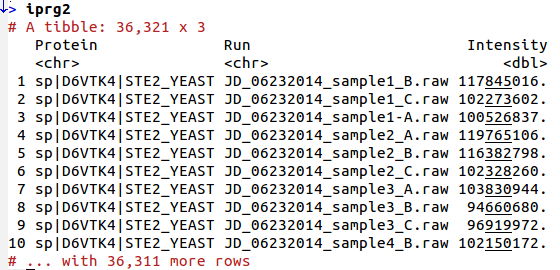 > iprg2
# A tibble: 36,321 x 3
Protein Run Intensity
<chr> <chr> <dbl>
1 sp|D6VTK4|STE2_YEAST JD_06232014_sample1_B.raw 117845016.
2 sp|D6VTK4|STE2_YEAST JD_06232014_sample1_C.raw 102273602.
3 sp|D6VTK4|STE2_YEAST JD_06232014_sample1-A.raw 100526837.
4 sp|D6VTK4|STE2_YEAST JD_06232014_sample2_A.raw 119765106.
5 sp|D6VTK4|STE2_YEAST JD_06232014_sample2_B.raw 116382798.
6 sp|D6VTK4|STE2_YEAST JD_06232014_sample2_C.raw 102328260.
7 sp|D6VTK4|STE2_YEAST JD_06232014_sample3_A.raw 103830944.
8 sp|D6VTK4|STE2_YEAST JD_06232014_sample3_B.raw 94660680.
9 sp|D6VTK4|STE2_YEAST JD_06232014_sample3_C.raw 96919972.
10 sp|D6VTK4|STE2_YEAST JD_06232014_sample4_B.raw 102150172.
# ... with 36,311 more rows